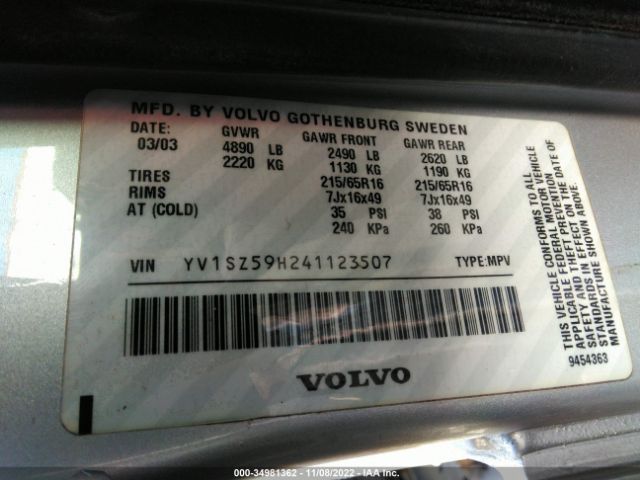 MFD. BY VOLVO GOTHENBURG SWEDEN
DATE: GVWR GAWR FRONT GAWR REAR
03/03 4890 LB 2490 LB 2620 LB
2220 KG 1130 KG 1190 KG
TIRES 215/65R16 215/65R16
RIMS 7Jx16x49 7Jx16x49
AT (COLD) 35 PSI 38 PSI
240 KPa 260 KPa
VIN YV1SZ59H241123507 TYPE:MPV
VOLVO
THIS VEHICLE CONFORMS TO ALL
APPLICABLE FEDERAL MOTOR VEHICLE
SAFETY AND THEFT PREVENTION
STANDARDS IN EFFECT ON DATE OF
MANUFACTURE SHOWN ABOVE.
9454363
000-34981362 - 11/08/2022 - IAA Inc.